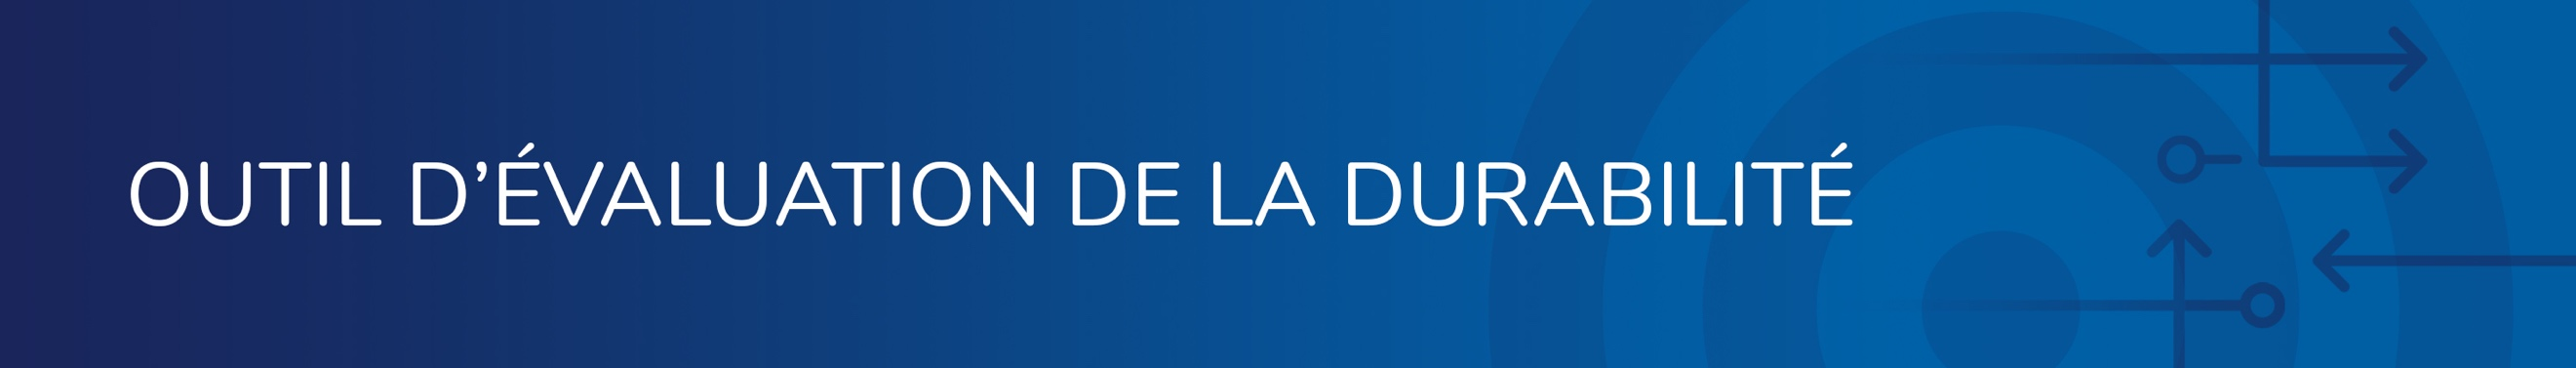 OUTIL D’ÉVALUATION DE LA DURABILITÉ